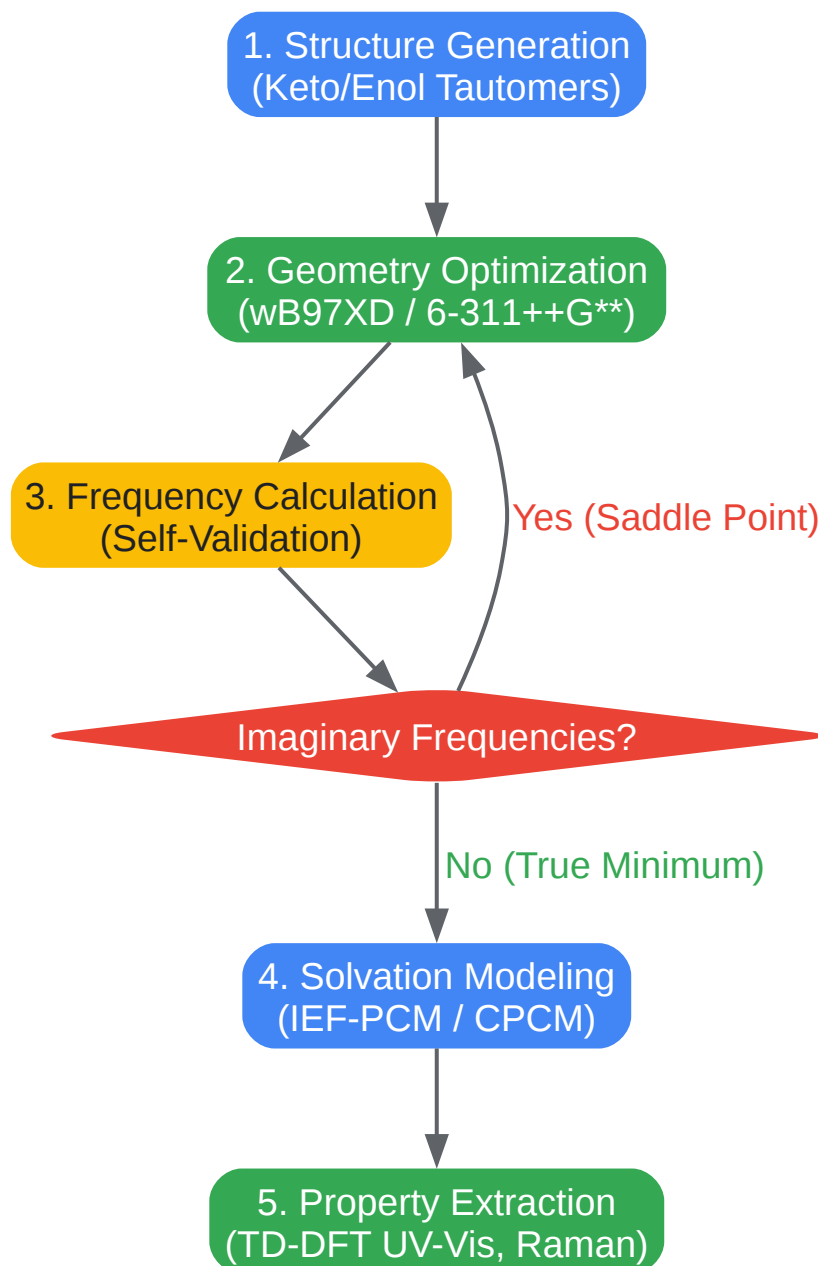 1. Structure Generation
(Keto/Enol Tautomers)
2. Geometry Optimization
(wB97XD / 6-311++G**)
3. Frequency Calculation
(Self-Validation)
Yes (Saddle Point)
Imaginary Frequencies?
No (True Minimum)
4. Solvation Modeling
(IEF-PCM / CPCM)
5. Property Extraction
(TD-DFT UV-Vis, Raman)